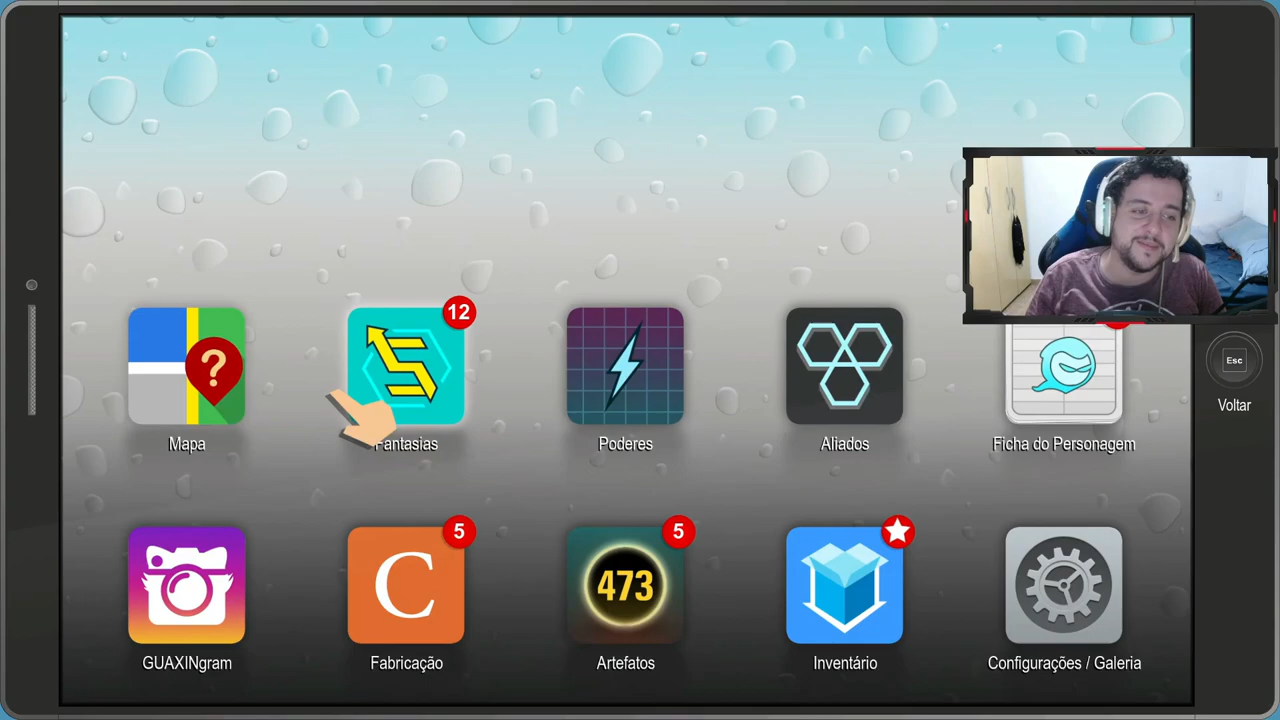 12
?
Mapa
Fantasias
Poderes
Aliados
Ficha do Personagem
Esc
Voltar
5
5
C
473
GUAXINgram
Fabricação
Artefatos
Inventário
Configurações / Galeria